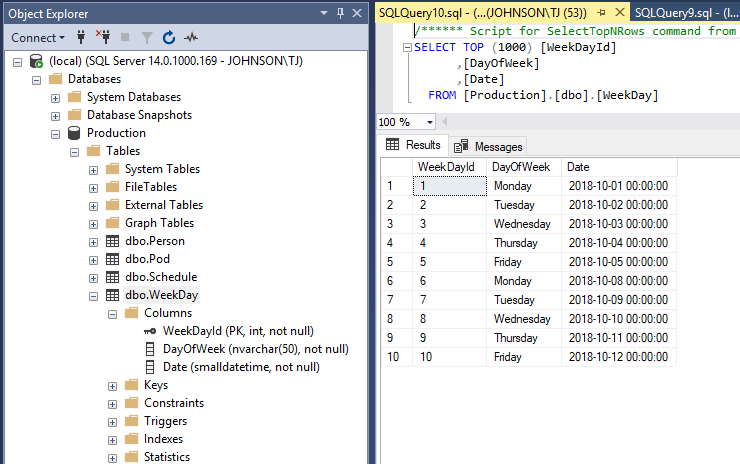 Object Explorer
Connect
(local) (SQL Server 14.0.1000.169 - JOHNSON\TJ)
Databases
System Databases
Database Snapshots
Production
Tables
System Tables
FileTables
External Tables
Graph Tables
dbo.Person
dbo.Pod
dbo.Schedule
dbo.WeekDay
Columns
WeekDayId (PK, int, not null)
DayOfWeek (nvarchar(50), not null)
Date (smalldatetime, not null)
Keys
Constraints
Triggers
Indexes
Statistics
SQLQuery10.sql - (...(JOHNSON\TJ (53)) SQLQuery9.sql - (l...
/****** Script for SelectTopNRows command from
SELECT TOP (1000) [WeekDayId]
,[DayOfWeek]
,[Date]
FROM [Production].[dbo].[WeekDay]
100 %
Results Messages
WeekDayId DayOfWeek Date
1 1 Monday 2018-10-01 00:00:00
2 2 Tuesday 2018-10-02 00:00:00
3 3 Wednesday 2018-10-03 00:00:00
4 4 Thursday 2018-10-04 00:00:00
5 5 Friday 2018-10-05 00:00:00
6 6 Monday 2018-10-08 00:00:00
7 7 Tuesday 2018-10-09 00:00:00
8 8 Wednesday 2018-10-10 00:00:00
9 9 Thursday 2018-10-11 00:00:00
10 10 Friday 2018-10-12 00:00:00